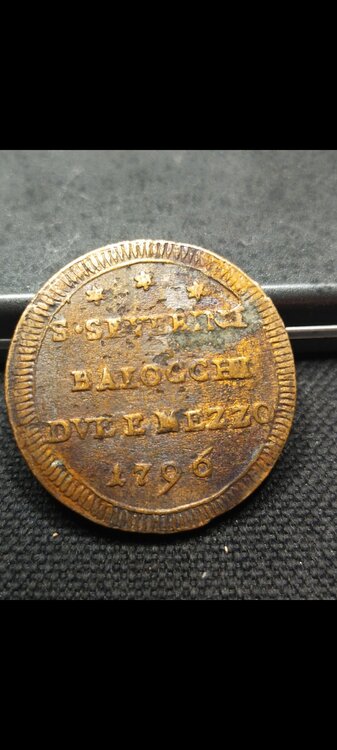 * * *
S·SEVERINI
BAIOCCHI
DVE E MEZZO
1796